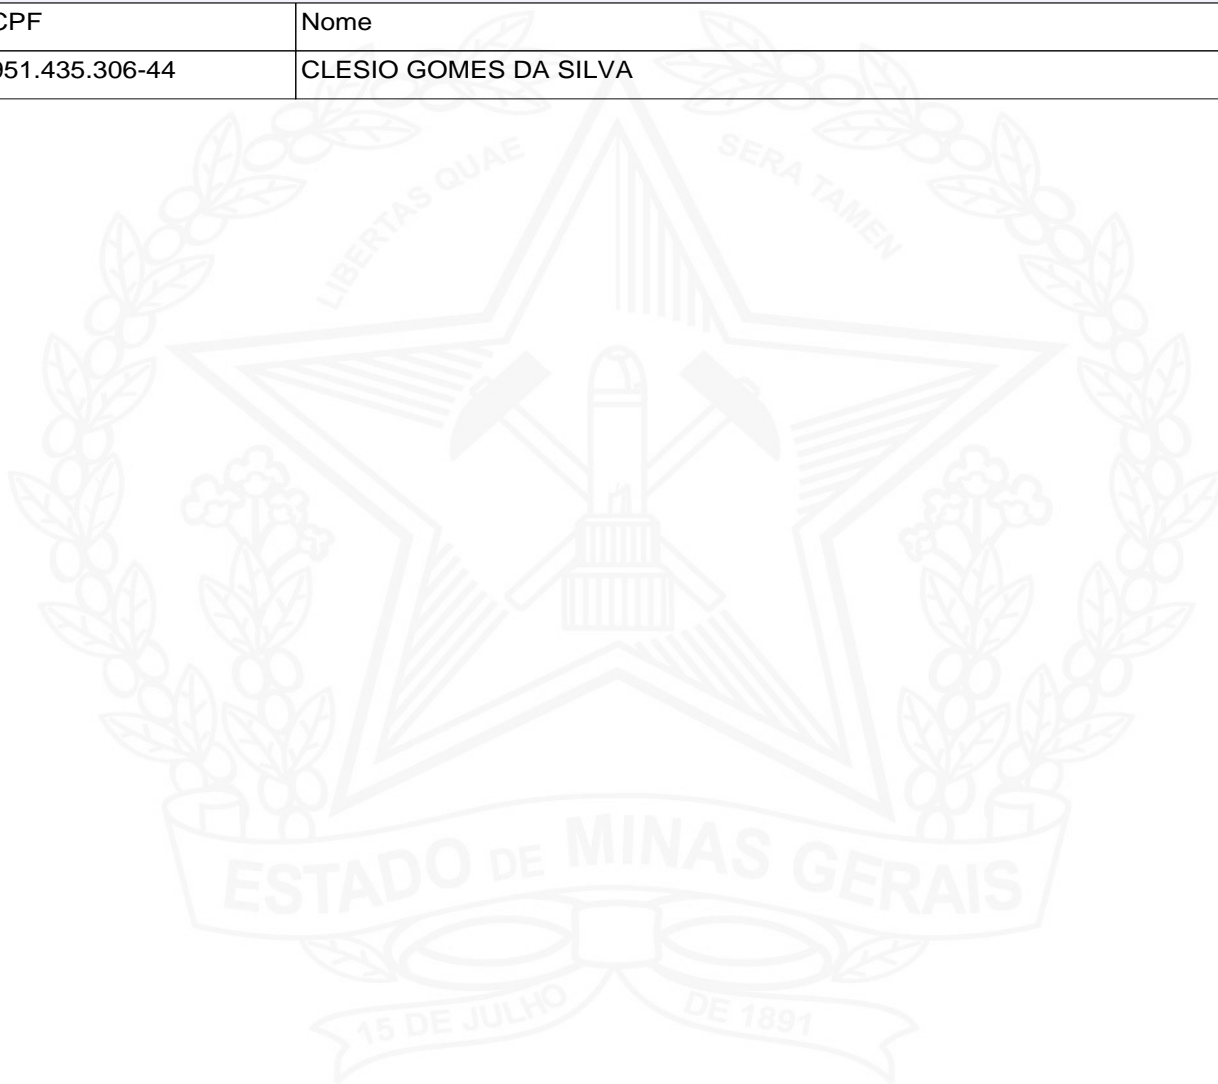 CPF Nome
951.435.306-44 CLESIO GOMES DA SILVA
LIBERTAS QUAE SERA TAMEN
ESTADO DE MINAS GERAIS
15 DE JULHO DE 1891